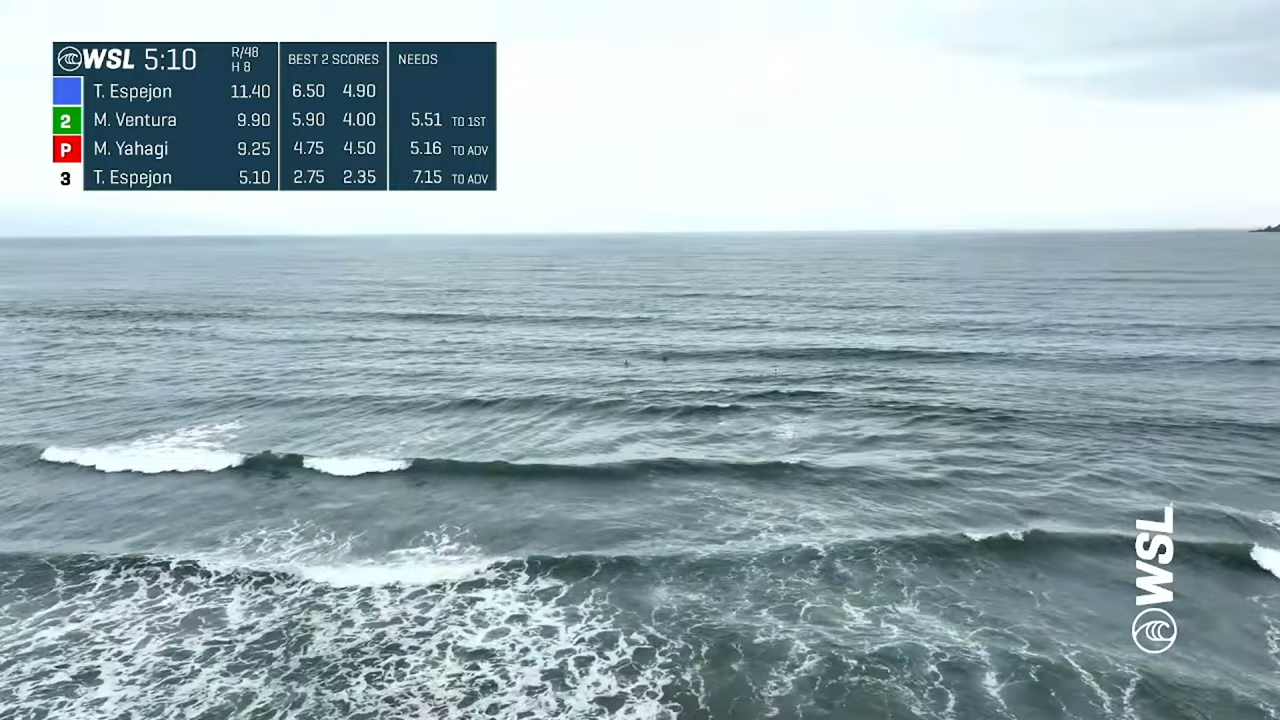 WSL 5:10 R/48 H 8 BEST 2 SCORES NEEDS
T. Espejon 11.40 6.50 4.90
2 M. Ventura 9.90 5.90 4.00 5.51 TO 1ST
P M. Yahagi 9.25 4.75 4.50 5.16 TO ADV
3 T. Espejon 5.10 2.75 2.35 7.15 TO ADV
WSL